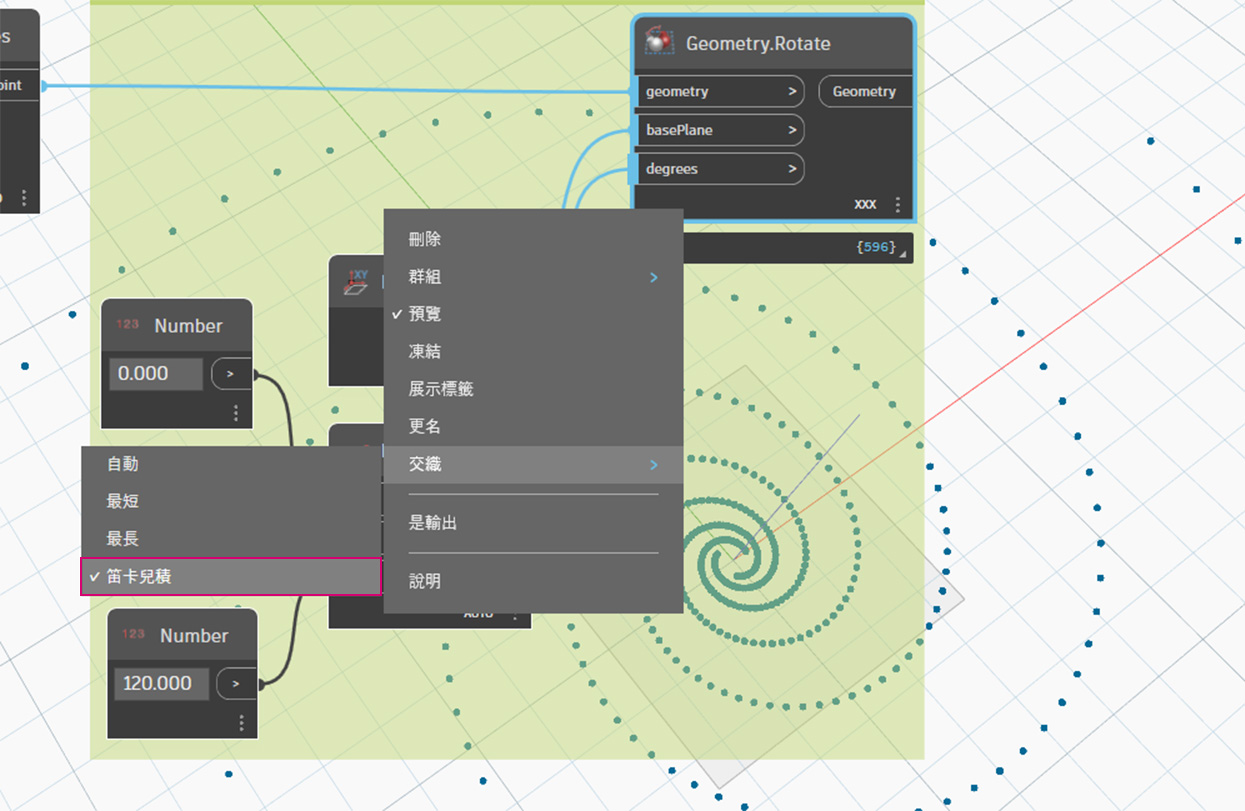 s
oint
Geometry.Rotate
geometry >
Geometry
basePlane >
degrees >
XXX
{596}
XY
123 Number
0.000 >
刪除
群組 >
預覽
凍結
展示標籤
更名
交織 >
是輸出
說明
自動
最短
最長
笛卡兒積
AUTO
123 Number
120.000 >